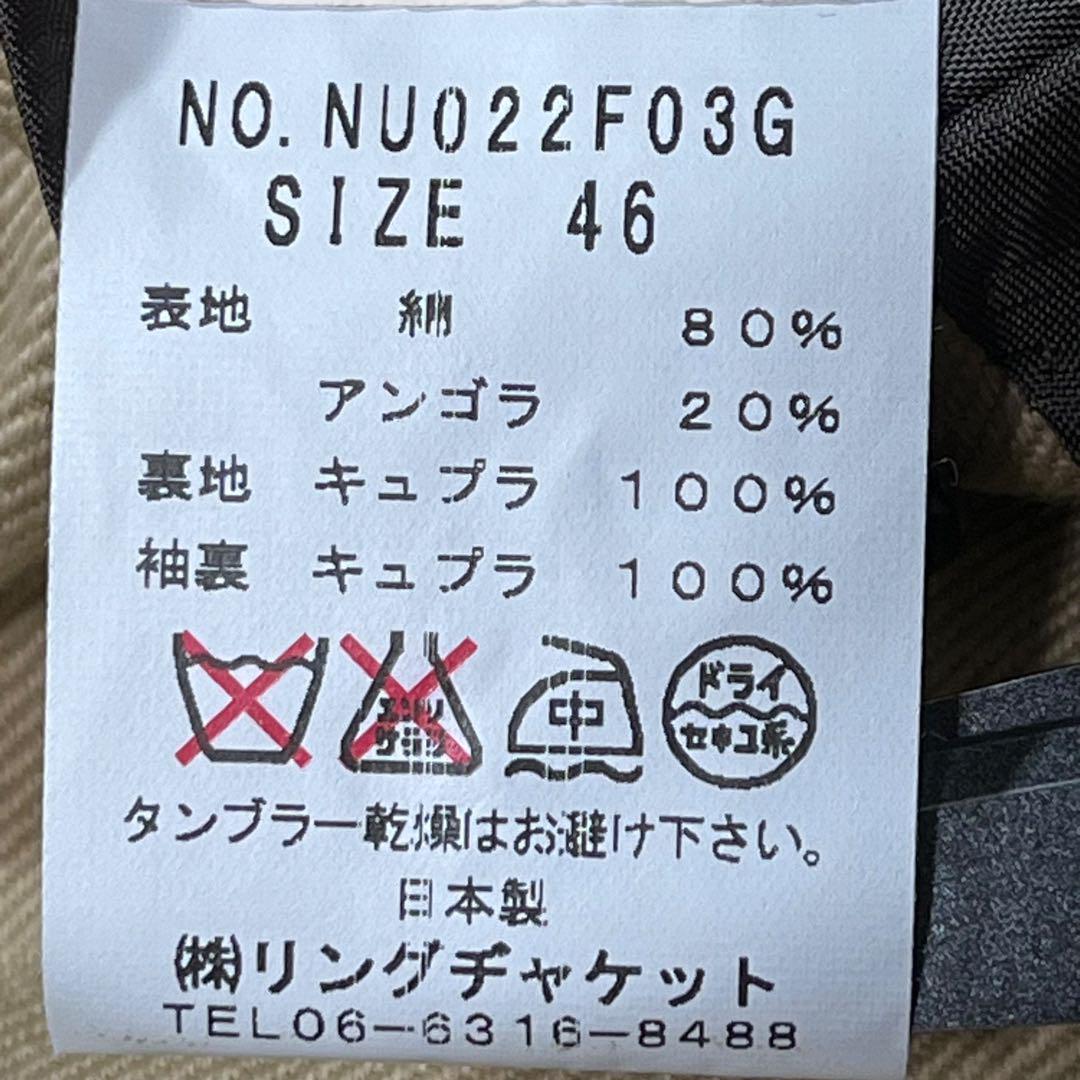 NO. NU022F03G
SIZE 46
表地 綿 80%
アンゴラ 20%
裏地 キュプラ 100%
袖裏 キュプラ 100%
エンソ
サラシ
中
ドライ
セキユ系
タンブラー乾燥はお避け下さい。
日本製
(株)リングヂャケット
TEL06-6316-8488